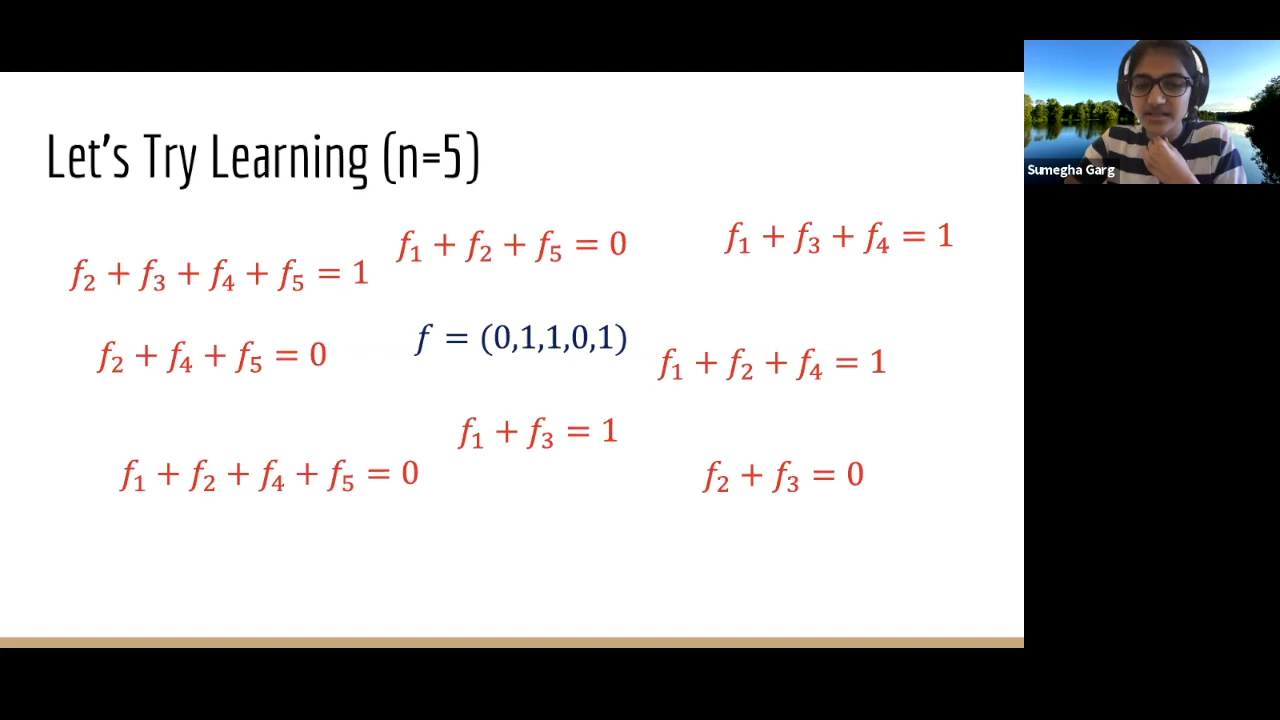 Let's Try Learning (n=5)
f₁ + f₂ + f₅ = 0
f₁ + f₃ + f₄ = 1
f₂ + f₃ + f₄ + f₅ = 1
f = (0,1,1,0,1)
f₂ + f₄ + f₅ = 0
f₁ + f₂ + f₄ = 1
f₁ + f₃ = 1
f₁ + f₂ + f₄ + f₅ = 0
f₂ + f₃ = 0
Sumegha Garg